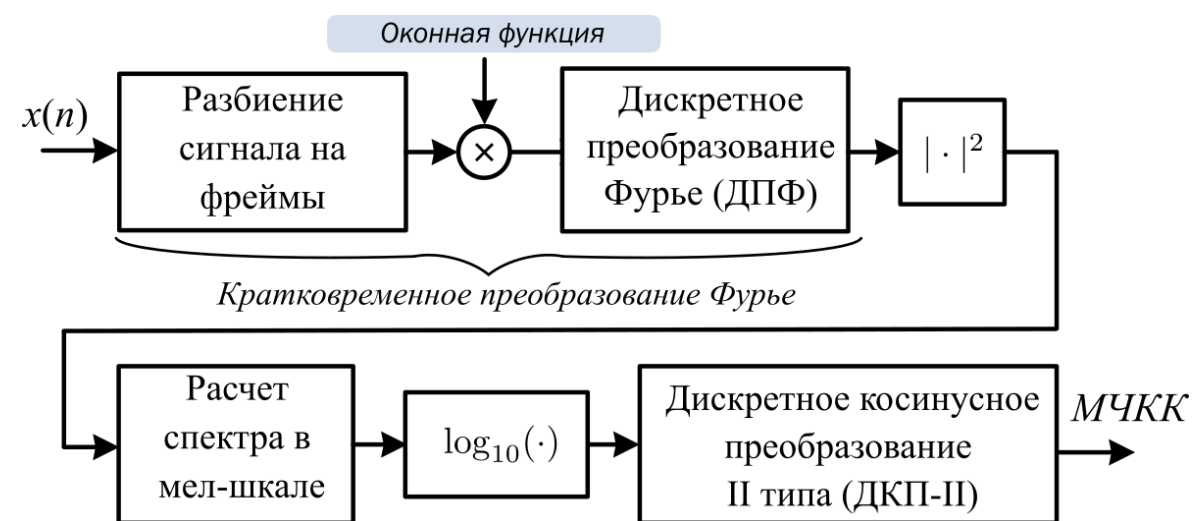 Оконная функция
x(n)
Разбиение
сигнала на
фреймы
×
Дискретное
преобразование
Фурье (ДПФ)
| · |²
Кратковременное преобразование Фурье
Расчет
спектра в
мел-шкале
log₁₀(·)
Дискретное косинусное
преобразование
II типа (ДКП-II)
МЧКК